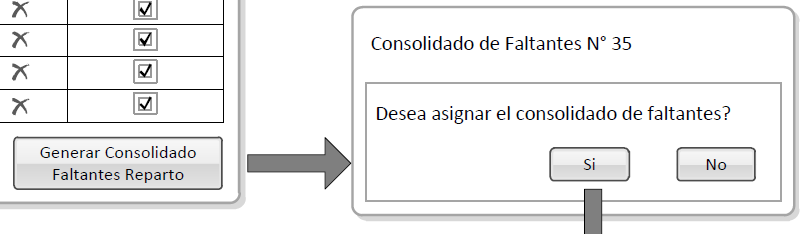 Consolidado de Faltantes N° 35
Desea asignar el consolidado de faltantes?
Generar Consolidado
Faltantes Reparto
Si
No